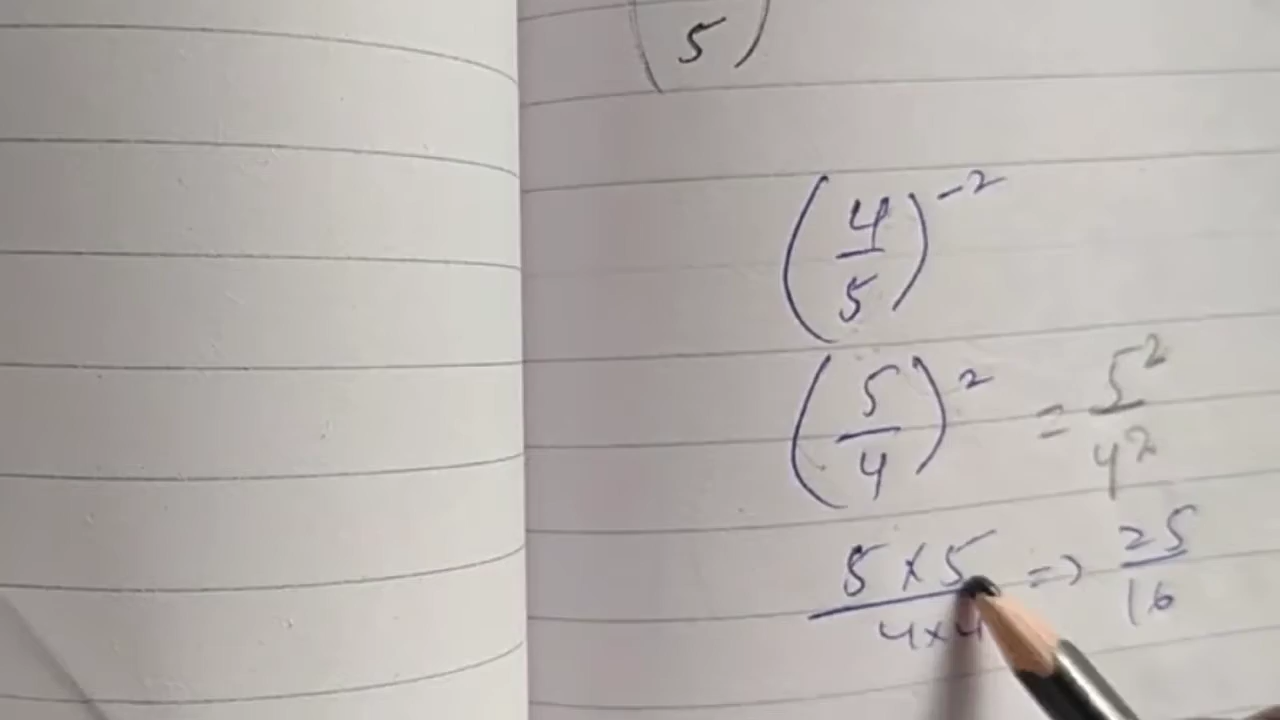 5 )
(4/5)^-2
(5/4)^2 = 5^2/4^2
5×5/4×4 => 25/16